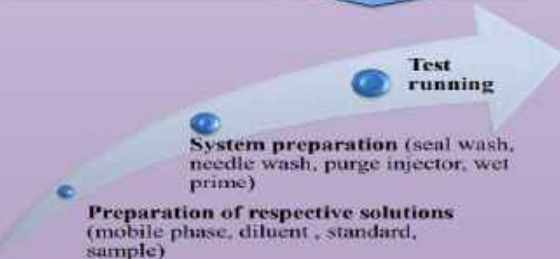 Test
running
System preparation (seal wash,
needle wash, purge injector, wet
prime)
Preparation of respective solutions
(mobile phase, diluent , standard,
sample)